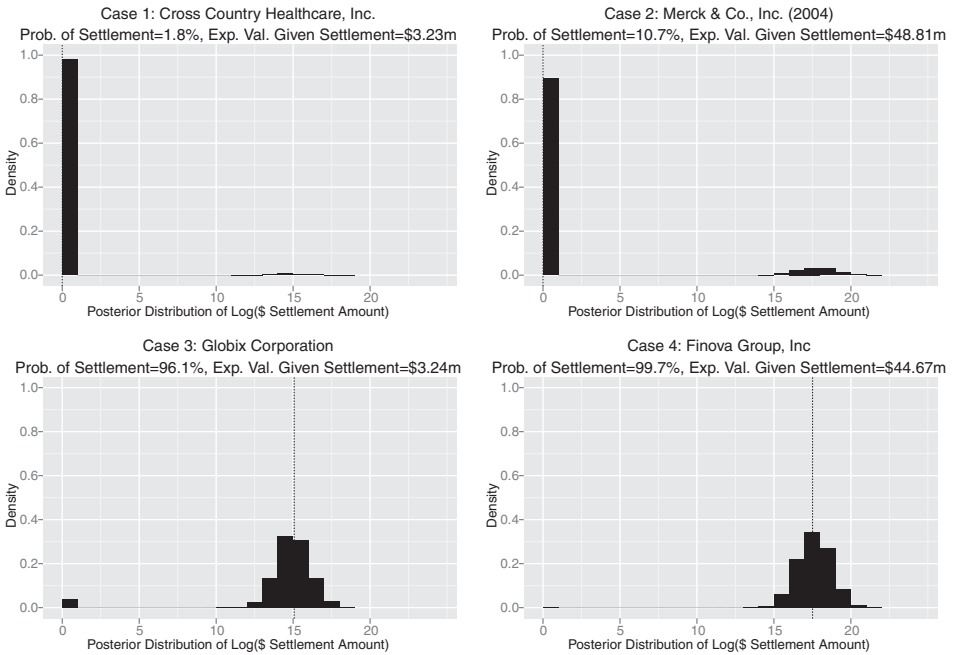 Case 1: Cross Country Healthcare, Inc.
Prob. of Settlement=1.8%, Exp. Val. Given Settlement=$3.23m
1.0
0.8
0.6
0.4
0.2
0.0
Density
0 5 10 15 20
Posterior Distribution of Log($ Settlement Amount)
Case 2: Merck & Co., Inc. (2004)
Prob. of Settlement=10.7%, Exp. Val. Given Settlement=$48.81m
1.0
0.8
0.6
0.4
0.2
0.0
Density
0 5 10 15 20
Posterior Distribution of Log($ Settlement Amount)
Case 3: Globix Corporation
Prob. of Settlement=96.1%, Exp. Val. Given Settlement=$3.24m
1.0
0.8
0.6
0.4
0.2
0.0
Density
0 5 10 15 20
Posterior Distribution of Log($ Settlement Amount)
Case 4: Finova Group, Inc
Prob. of Settlement=99.7%, Exp. Val. Given Settlement=$44.67m
1.0
0.8
0.6
0.4
0.2
0.0
Density
0 5 10 15 20
Posterior Distribution of Log($ Settlement Amount)